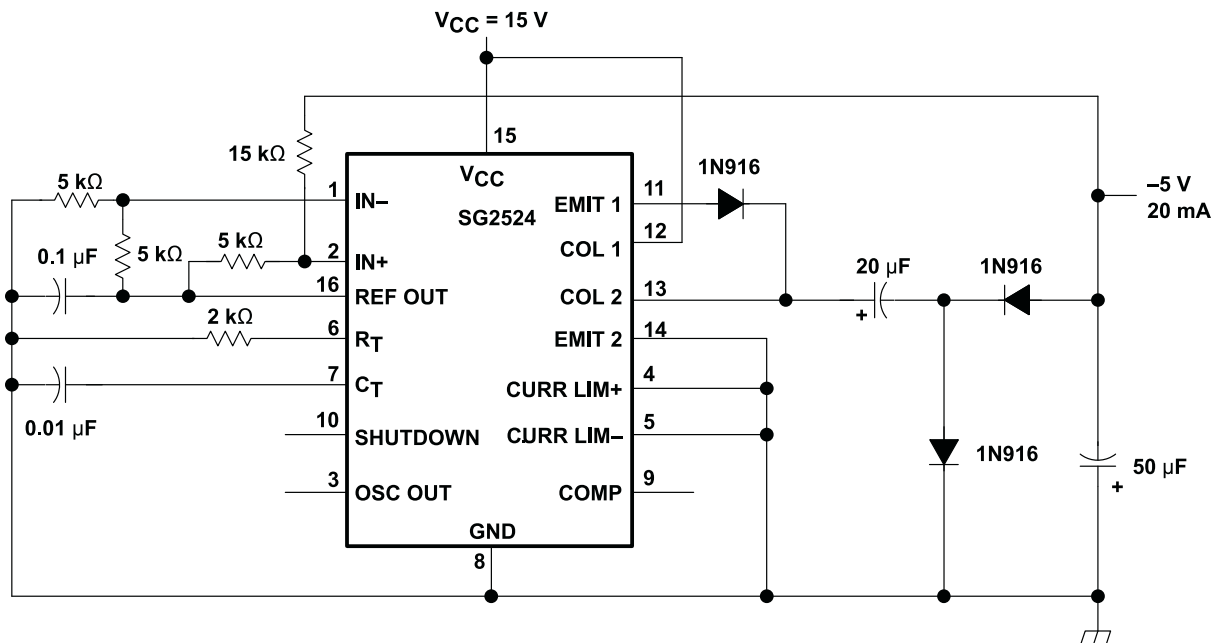 VCC = 15 V
15
15 kΩ
VCC
SG2524
5 kΩ
1
IN–
EMIT 1
11
1N916
–5 V
20 mA
12
COL 1
0.1 µF
5 kΩ
5 kΩ
2
IN+
20 µF
1N916
16
REF OUT
COL 2
13
+
2 kΩ
6
RT
EMIT 2
14
7
CT
CURR LIM+
4
0.01 µF
10
SHUTDOWN
CURR LIM–
5
1N916
50 µF
+
3
OSC OUT
COMP
9
GND
8